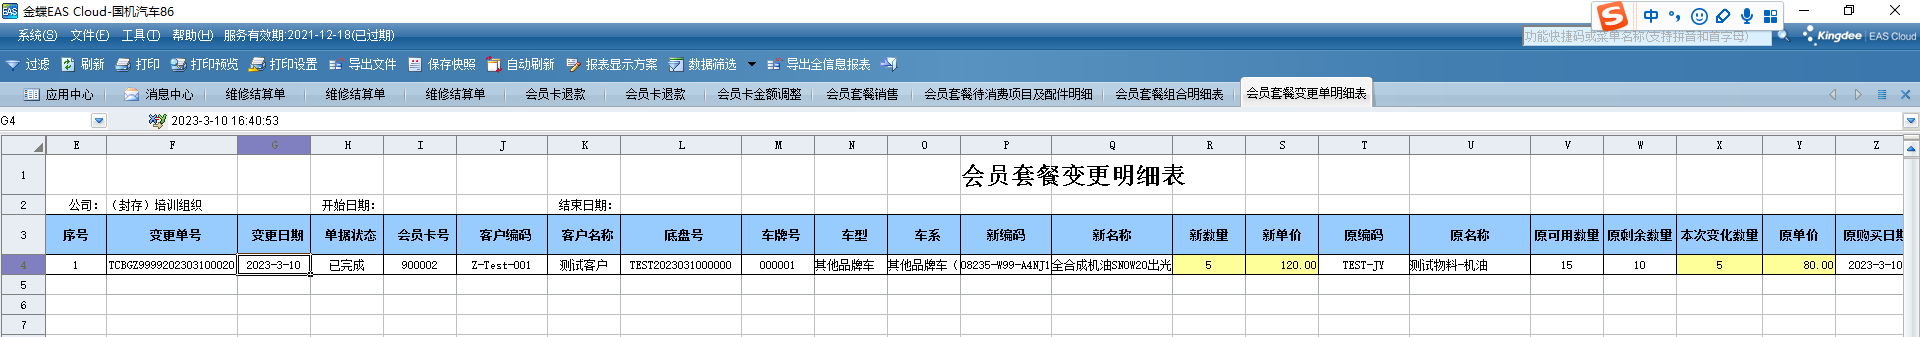 金蝶EAS Cloud-国机汽车86
中
系统(S) 文件(F) 工具(T) 帮助(H) 服务有效期:2021-12-18(已过期)
功能快捷码或菜单名称(支持拼音和首字母)
Kingdee | EAS Cloud
过滤 刷新 打印 打印预览 打印设置 导出文件 保存快照 自动刷新 报表显示方案 数据筛选 导出全信息报表
应用中心 消息中心 维修结算单 维修结算单 维修结算单 会员卡退款 会员卡退款 会员卡金额调整 会员套餐销售 会员套餐待消费项目及配件明细 会员套餐组合明细表 会员套餐变更单明细表
G4 2023-3-10 16:40:53
E F G H I J K L M N O P Q R S T U V W X Y Z
1 会员套餐变更明细表
2 公司: (封存) 培训组织 开始日期: 结束日期:
3 序号 变更单号 变更日期 单据状态 会员卡号 客户编码 客户名称 底盘号 车牌号 车型 车系 新编码 新名称 新数量 新单价 原编码 原名称 原可用数量 原剩余数量 本次变化数量 原单价 原购买日期
4 1 TCBGZ9999202303100020 2023-3-10 已完成 900002 Z-Test-001 测试客户 TEST2023031000000 000001 其他品牌车 其他品牌车 ( 08235-W99-A4NJ1 全合成机油SN0W20出光 5 120.00 TEST-JY 测试物料-机油 15 10 5 80.00 2023-3-10
5
6
7